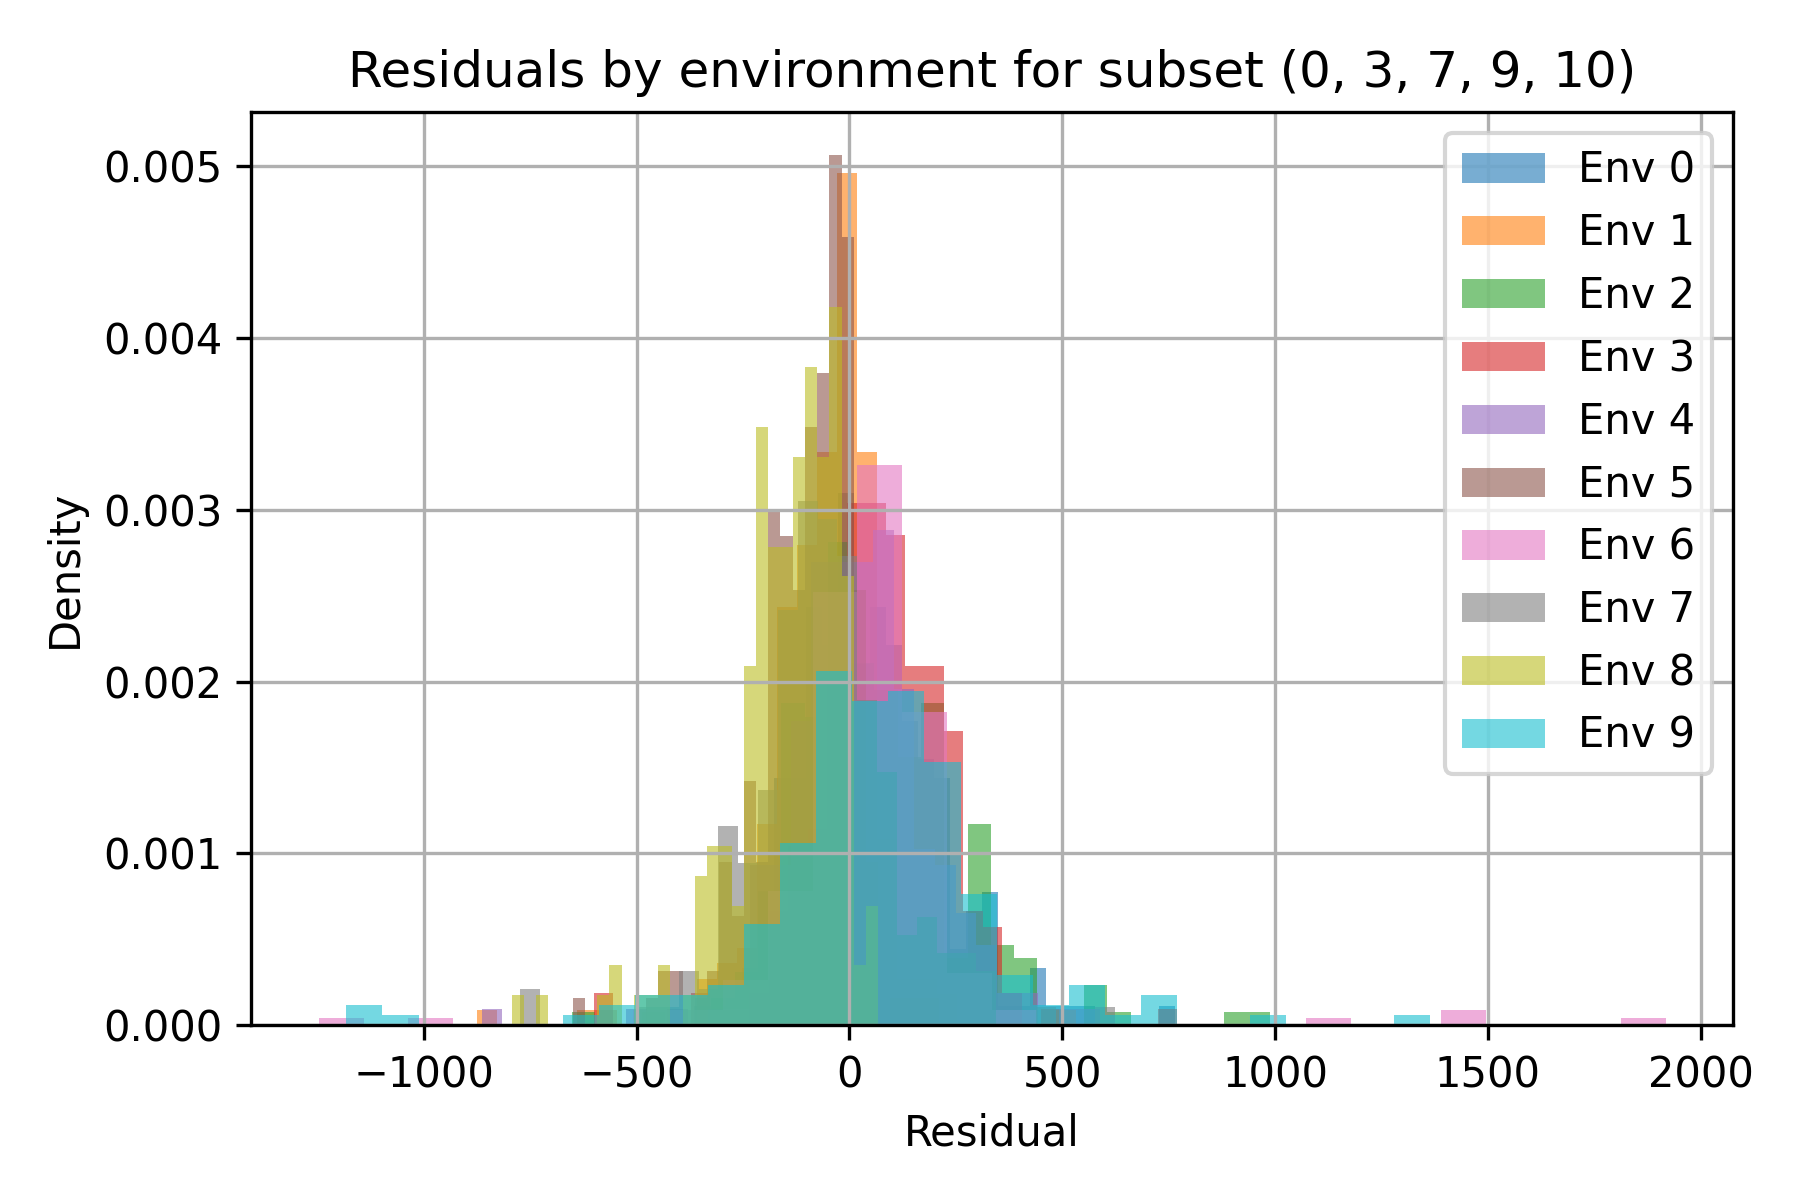 Residuals by environment for subset (0, 3, 7, 9, 10)
Density
0.005
0.004
0.003
0.002
0.001
0.000
−1000
−500
0
500
1000
1500
2000
Residual
Env 0
Env 1
Env 2
Env 3
Env 4
Env 5
Env 6
Env 7
Env 8
Env 9